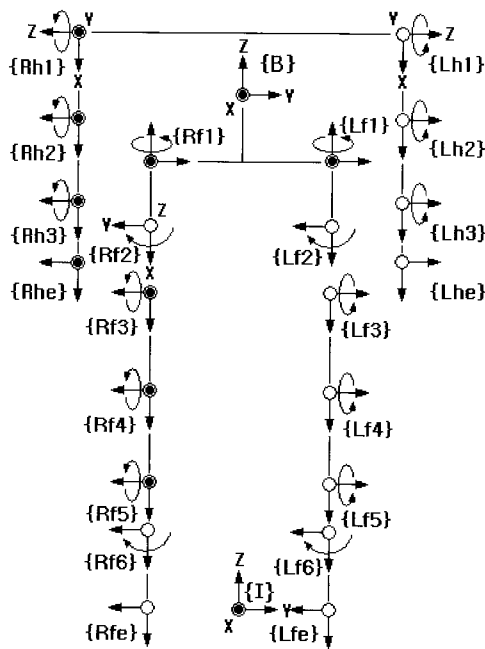 Y Y
Z Z
{Rh1} {B} {Lh1}
X X
X Y
{Rf1} {Lf1}
{Rh2} {Lh2}
Y Z
{Rh3} {Rf2} {Lf2} {Lh3}
X
{Rhe} {Lhe}
{Rf3} {Lf3}
{Rf4} {Lf4}
{Rf5} {Lf5}
{Rf6} Z {Lf6}
{I}
Y
X
{Rfe} {Lfe}